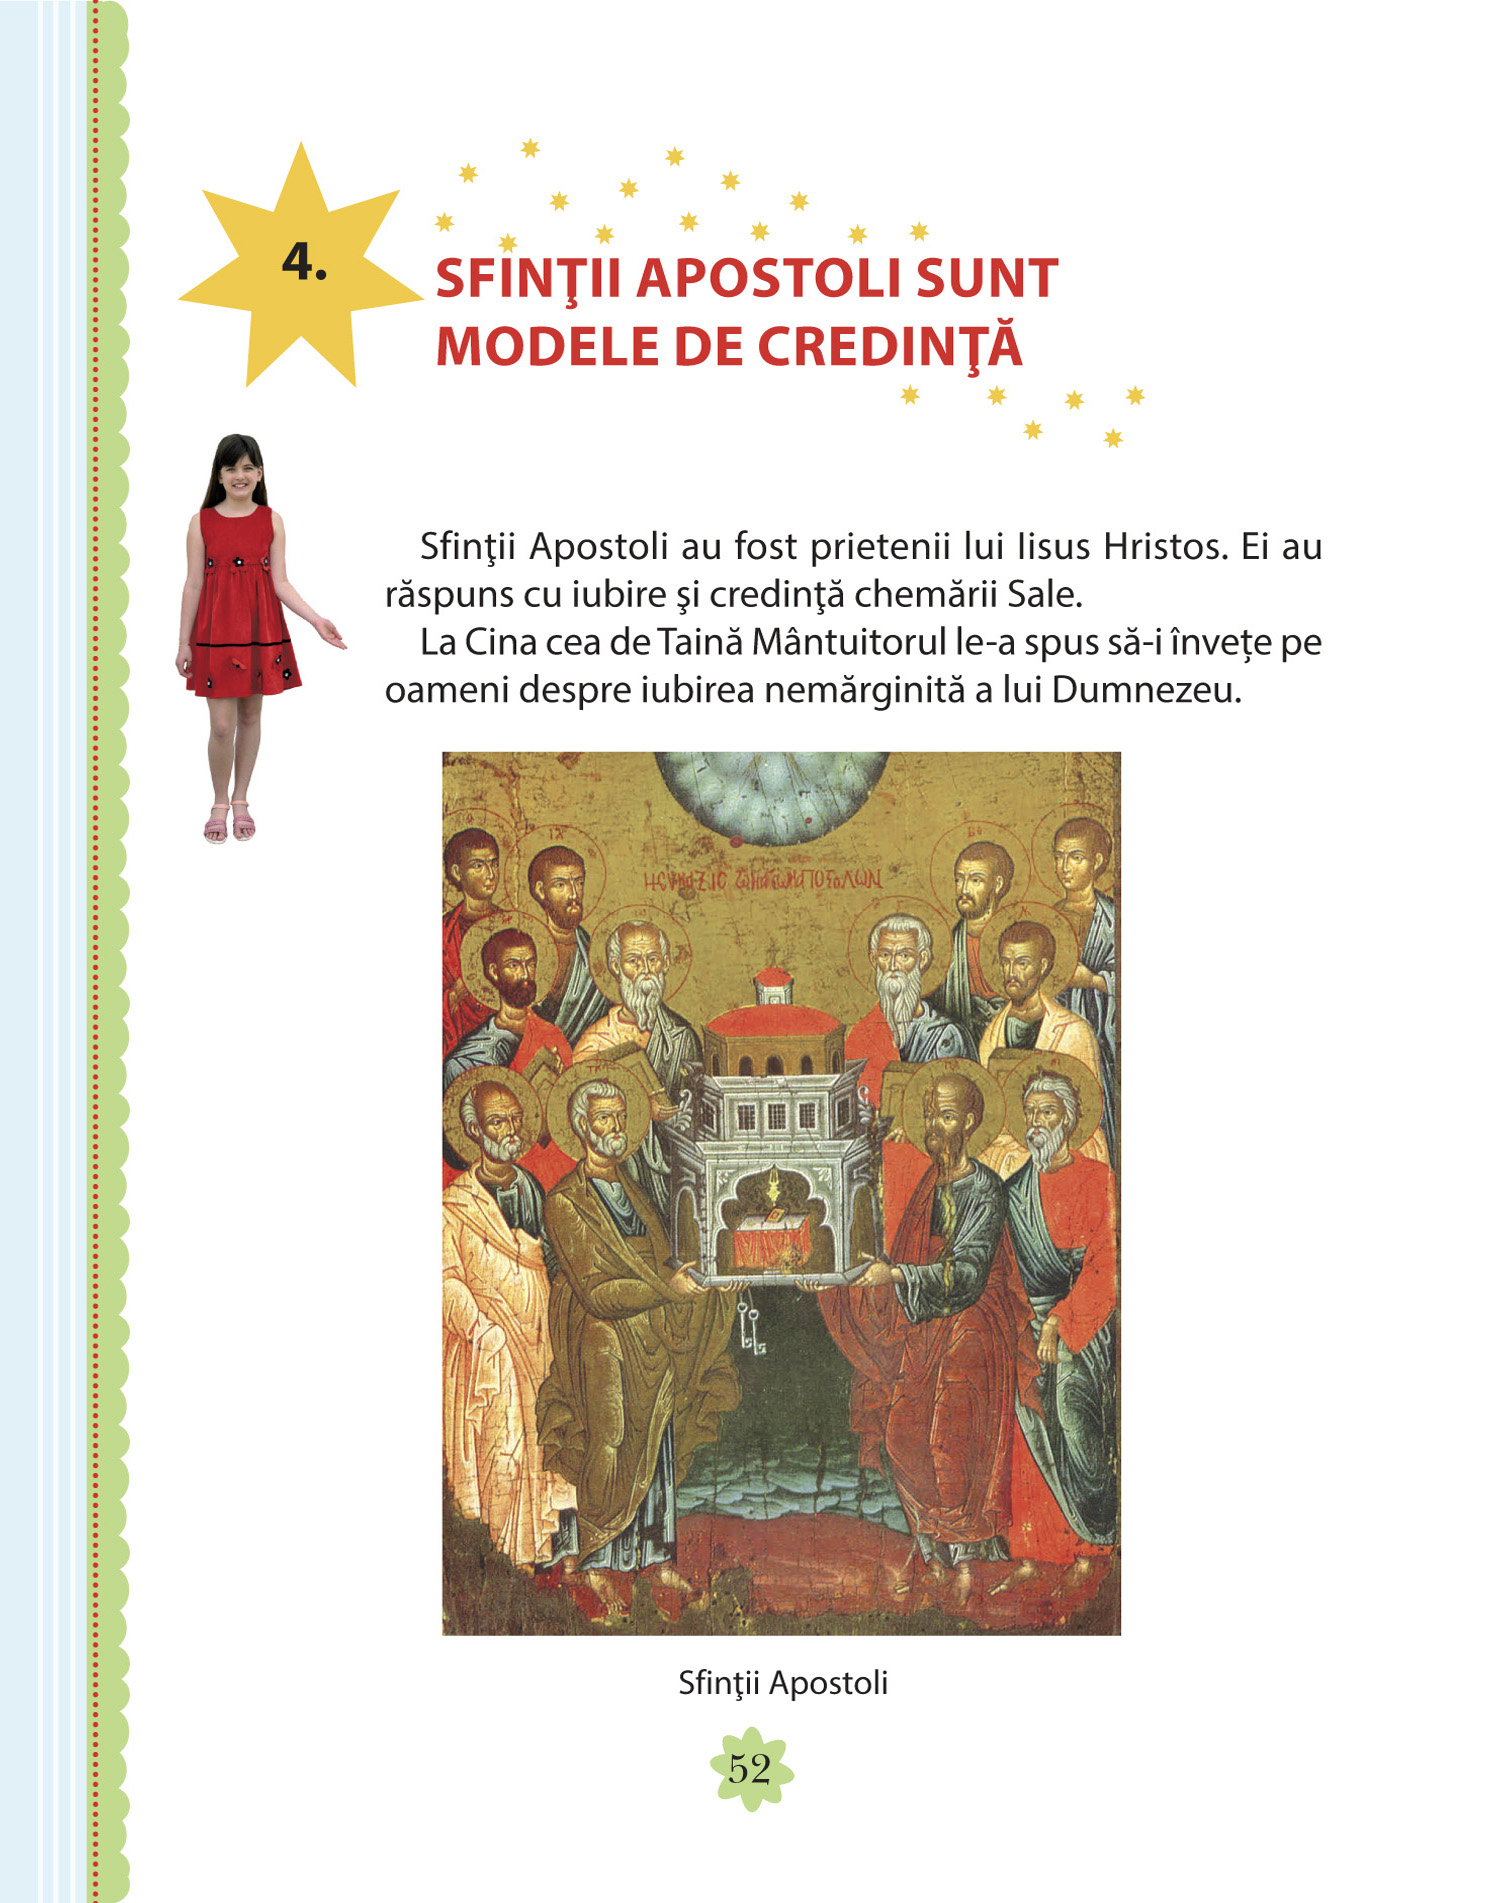 4.
SFINŢII APOSTOLI SUNT
MODELE DE CREDINŢĂ
Sfinţii Apostoli au fost prietenii lui Iisus Hristos. Ei au
răspuns cu iubire şi credinţă chemării Sale.
La Cina cea de Taină Mântuitorul le-a spus să-i învețe pe
oameni despre iubirea nemărginită a lui Dumnezeu.
Sfinţii Apostoli
52